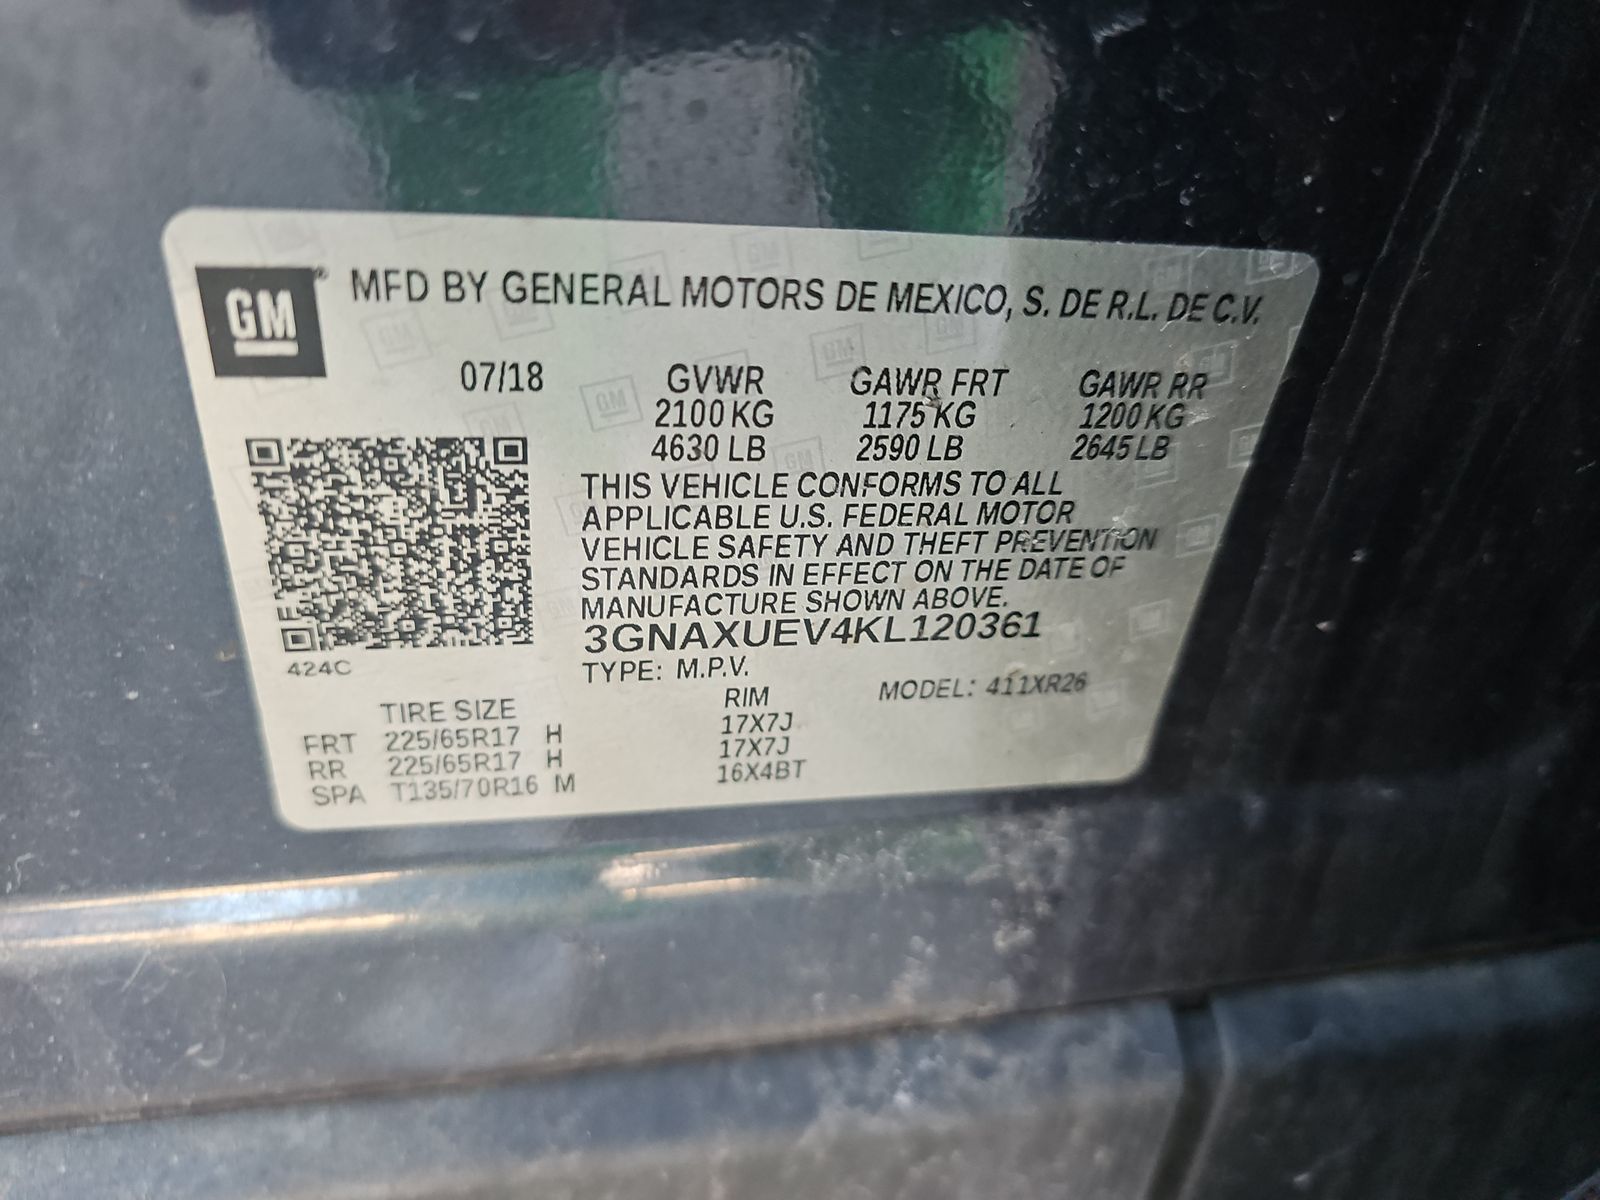 GM ® MFD BY GENERAL MOTORS DE MEXICO, S. DE R.L. DE C.V.
07/18 GVWR GAWR FRT GAWR RR
2100 KG 1175 KG 1200 KG
4630 LB 2590 LB 2645 LB
THIS VEHICLE CONFORMS TO ALL
APPLICABLE U.S. FEDERAL MOTOR
VEHICLE SAFETY AND THEFT PREVENTION
STANDARDS IN EFFECT ON THE DATE OF
MANUFACTURE SHOWN ABOVE.
3GNAXUEV4KL120361
424C TYPE: M.P.V.
TIRE SIZE RIM MODEL: 411XR26
FRT 225/65R17 H 17X7J
RR 225/65R17 H 17X7J
SPA T135/70R16 M 16X4BT